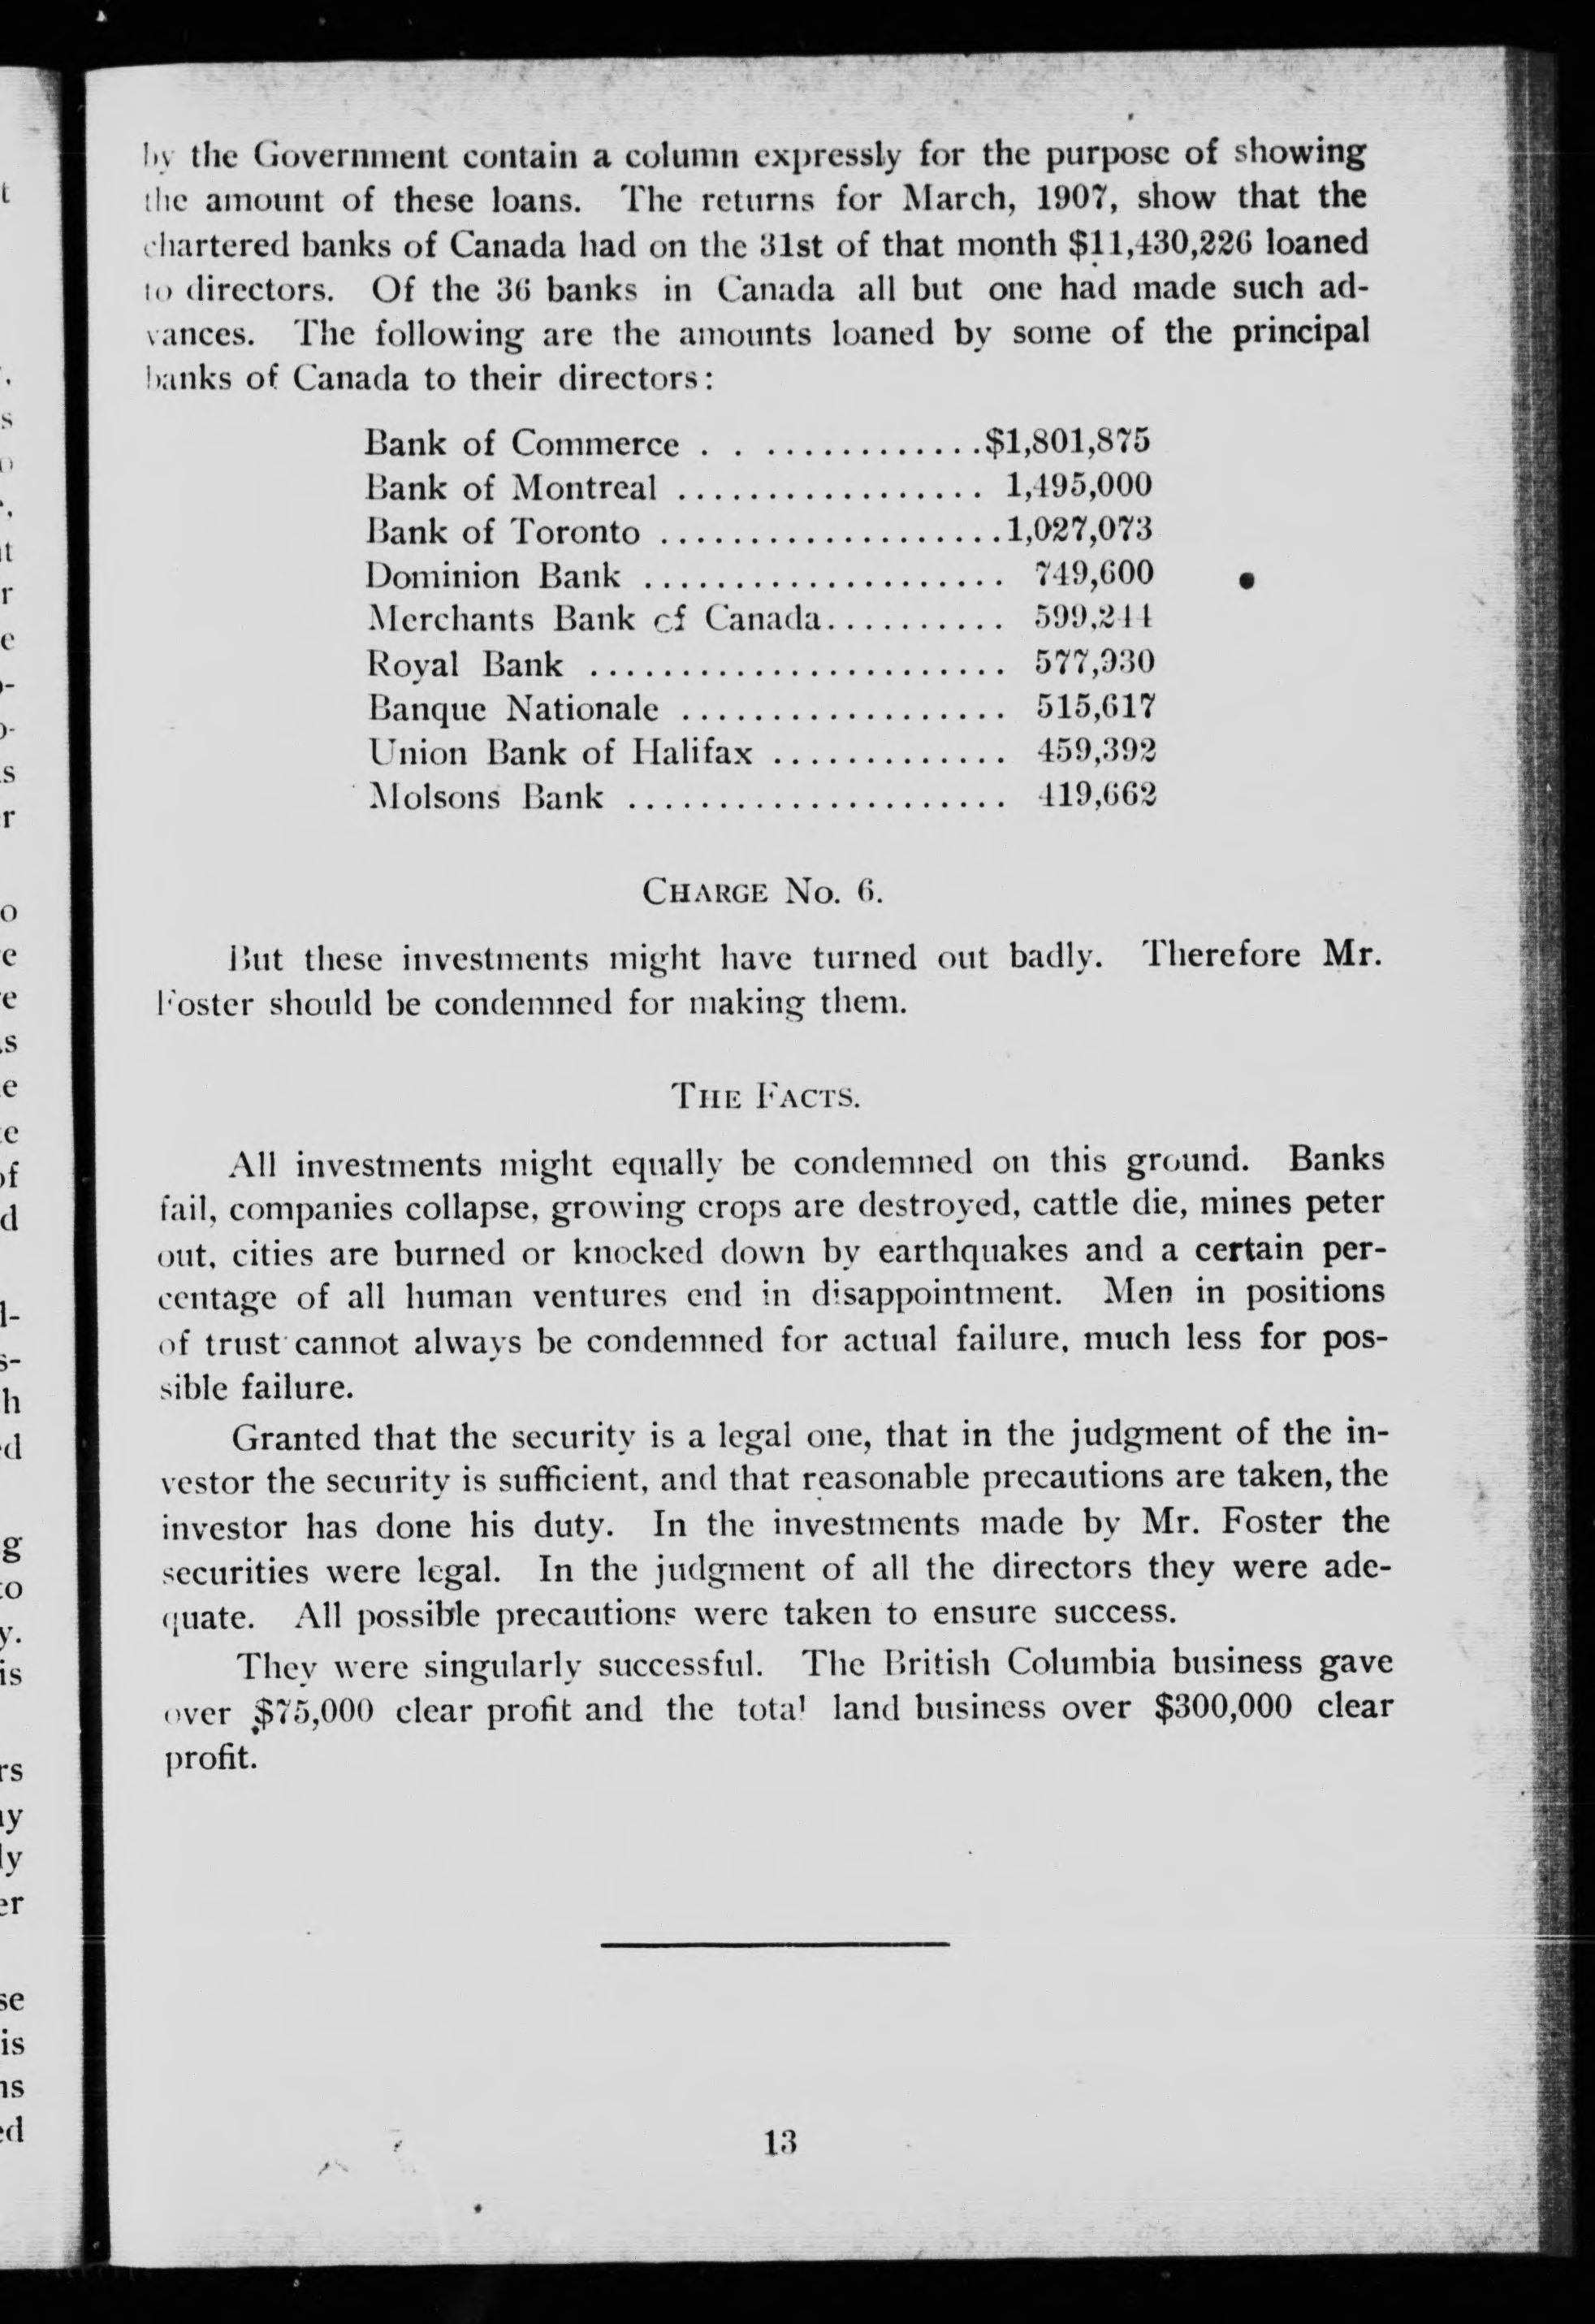 by the Government contain a column expressly for the purpose of showing
the amount of these loans. The returns for March, 1907, show that the
chartered banks of Canada had on the 31st of that month $11,430,226 loaned
to directors. Of the 36 banks in Canada all but one had made such ad-
vances. The following are the amounts loaned by some of the principal
banks of Canada to their directors:
Bank of Commerce . . ............$1,801,875
Bank of Montreal ................. 1,495,000
Bank of Toronto ...................1,027,073
Dominion Bank .................... 749,600
Merchants Bank of Canada.......... 599,244
Royal Bank ....................... 577,930
Banque Nationale .................. 515,617
Union Bank of Halifax ............. 459,392
Molsons Bank ..................... 419,662
CHARGE NO. 6.
But these investments might have turned out badly. Therefore Mr.
Foster should be condemned for making them.
THE FACTS.
All investments might equally be condemned on this ground. Banks
fail, companies collapse, growing crops are destroyed, cattle die, mines peter
out, cities are burned or knocked down by earthquakes and a certain per-
centage of all human ventures end in disappointment. Men in positions
of trust cannot always be condemned for actual failure, much less for pos-
sible failure.
Granted that the security is a legal one, that in the judgment of the in-
vestor the security is sufficient, and that reasonable precautions are taken, the
investor has done his duty. In the investments made by Mr. Foster the
securities were legal. In the judgment of all the directors they were ade-
quate. All possible precautions were taken to ensure success.
They were singularly successful. The British Columbia business gave
over $75,000 clear profit and the total land business over $300,000 clear
profit.
13